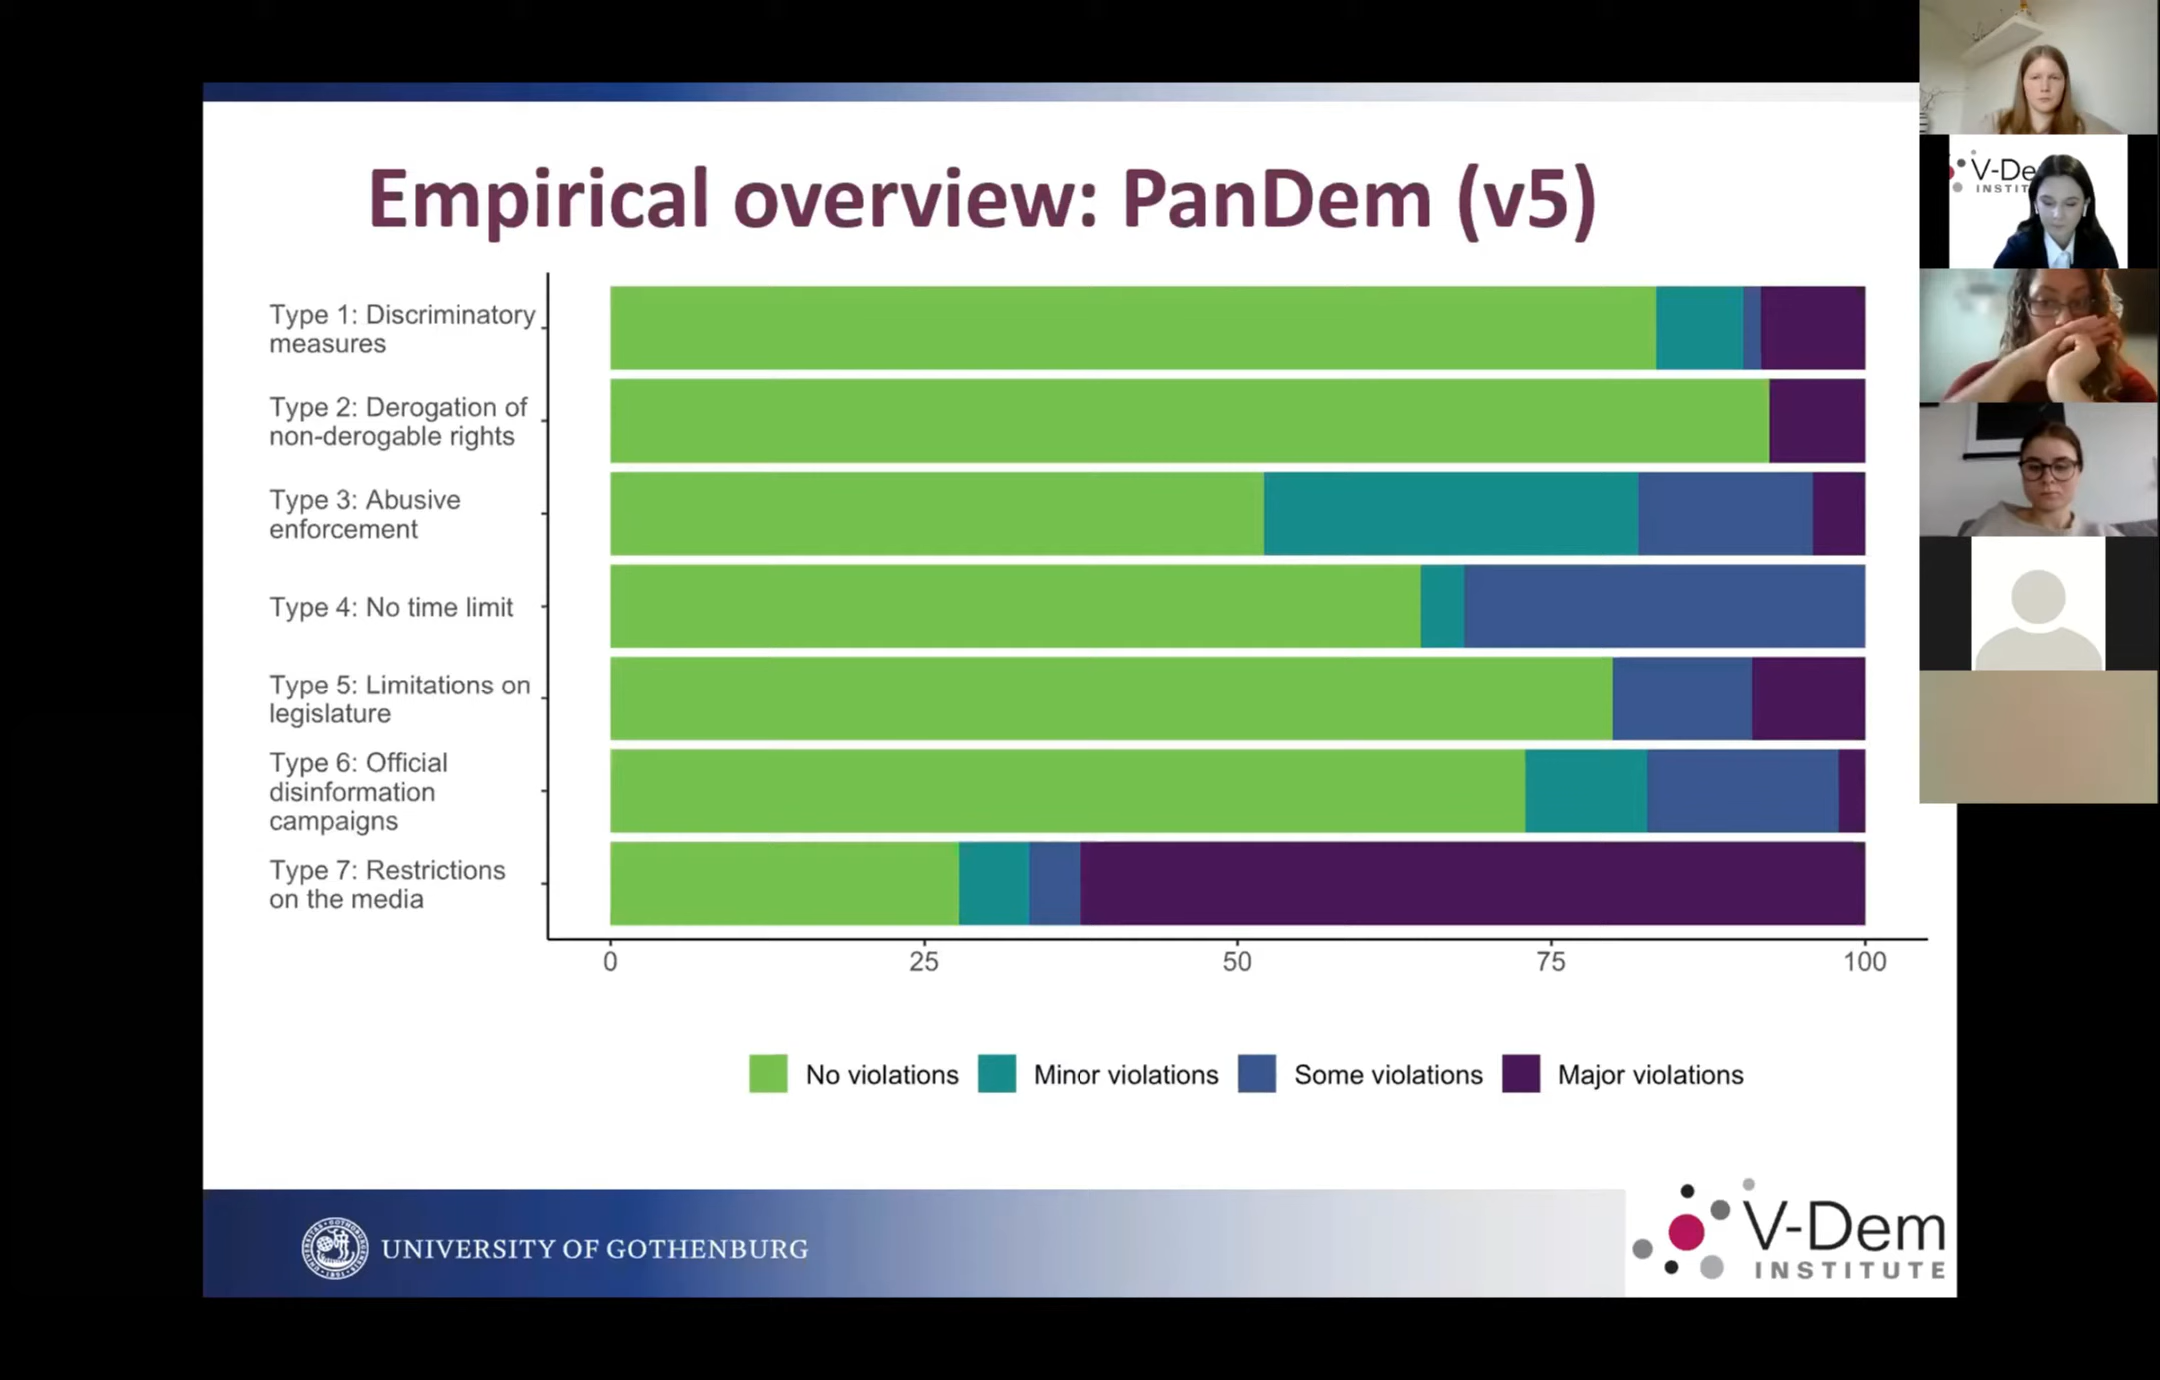 Empirical overview: PanDem (v5)
Type 1: Discriminatory
measures
Type 2: Derogation of
non-derogable rights
Type 3: Abusive
enforcement
Type 4: No time limit
Type 5: Limitations on
legislature
Type 6: Official
disinformation
campaigns
Type 7: Restrictions
on the media
0 25 50 75 100
No violations Minor violations Some violations Major violations
UNIVERSITY OF GOTHENBURG
V-Dem
INSTITUTE
V-De
INSTIT